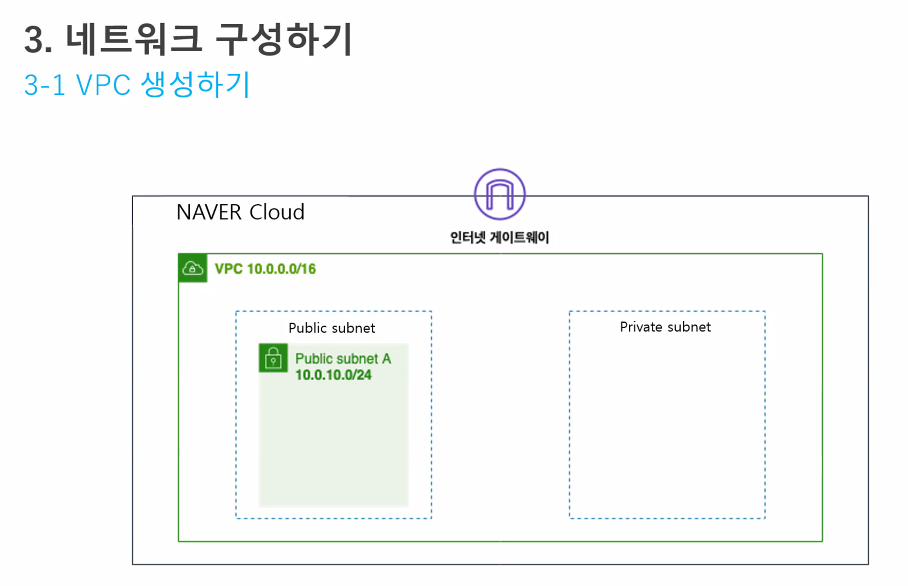 3. 네트워크 구성하기
3-1 VPC 생성하기
NAVER Cloud
인터넷 게이트웨이
VPC 10.0.0.0/16
Public subnet
Private subnet
Public subnet A
10.0.10.0/24